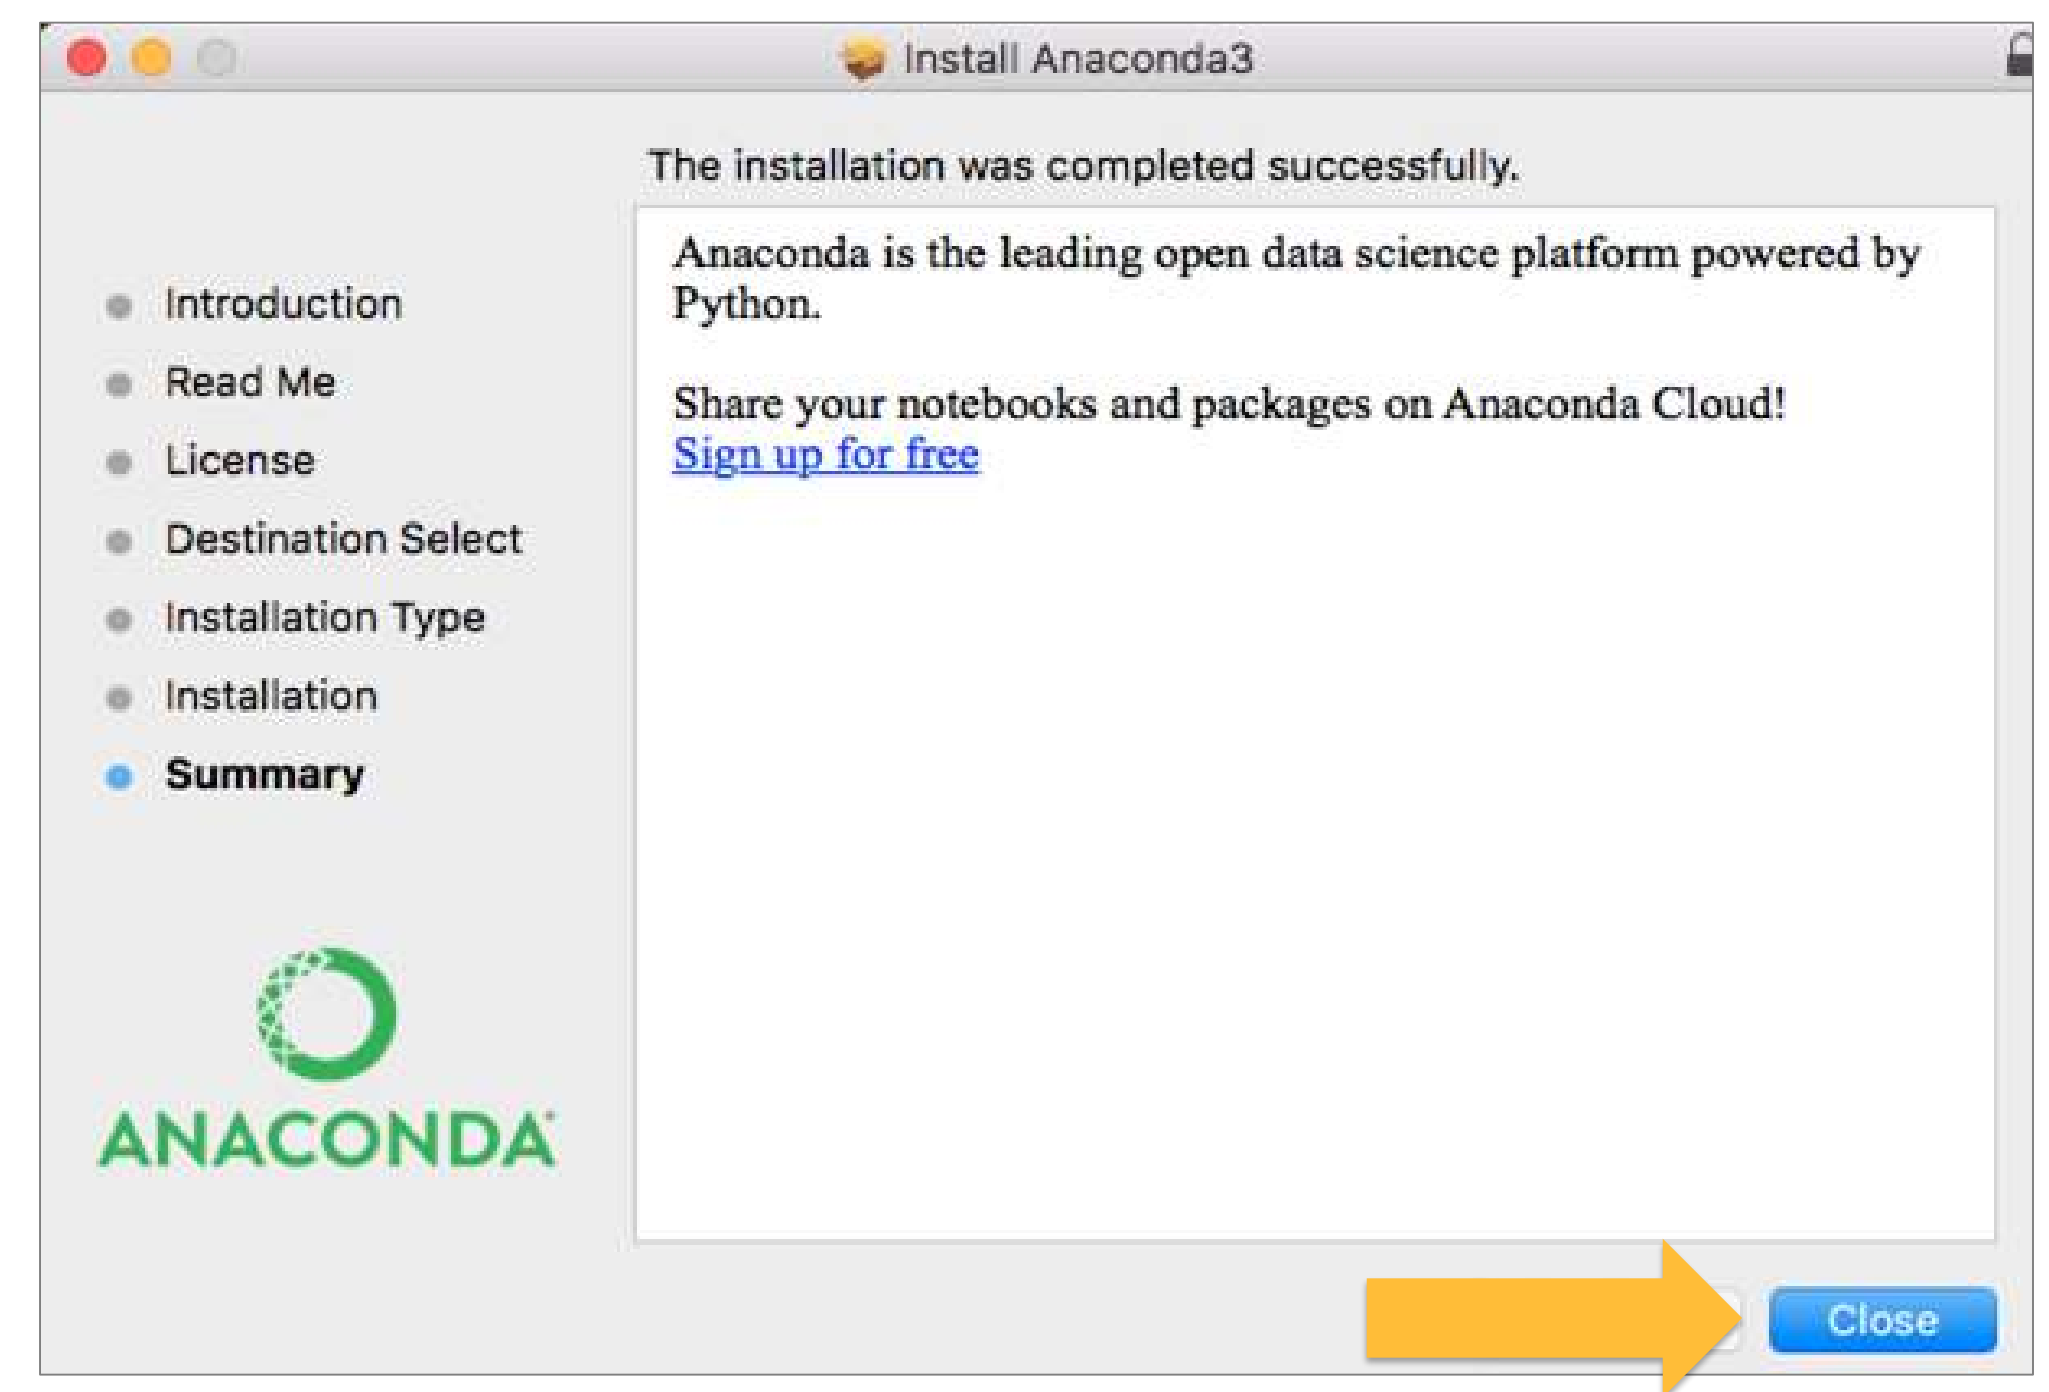 Install Anaconda3
The installation was completed successfully.
Introduction
Read Me
License
Destination Select
Installation Type
Installation
Summary
Anaconda is the leading open data science platform powered by
Python.
Share your notebooks and packages on Anaconda Cloud!
Sign up for free
ANACONDA
Close